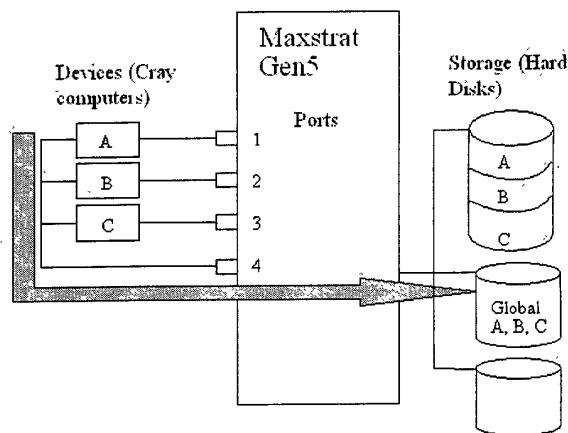 Maxstrat
Gen5
Devices (Cray
computers)
Storage (Hard
Disks)
Ports
A
1
B
2
C
3
4
A
B
C
Global
A, B, C